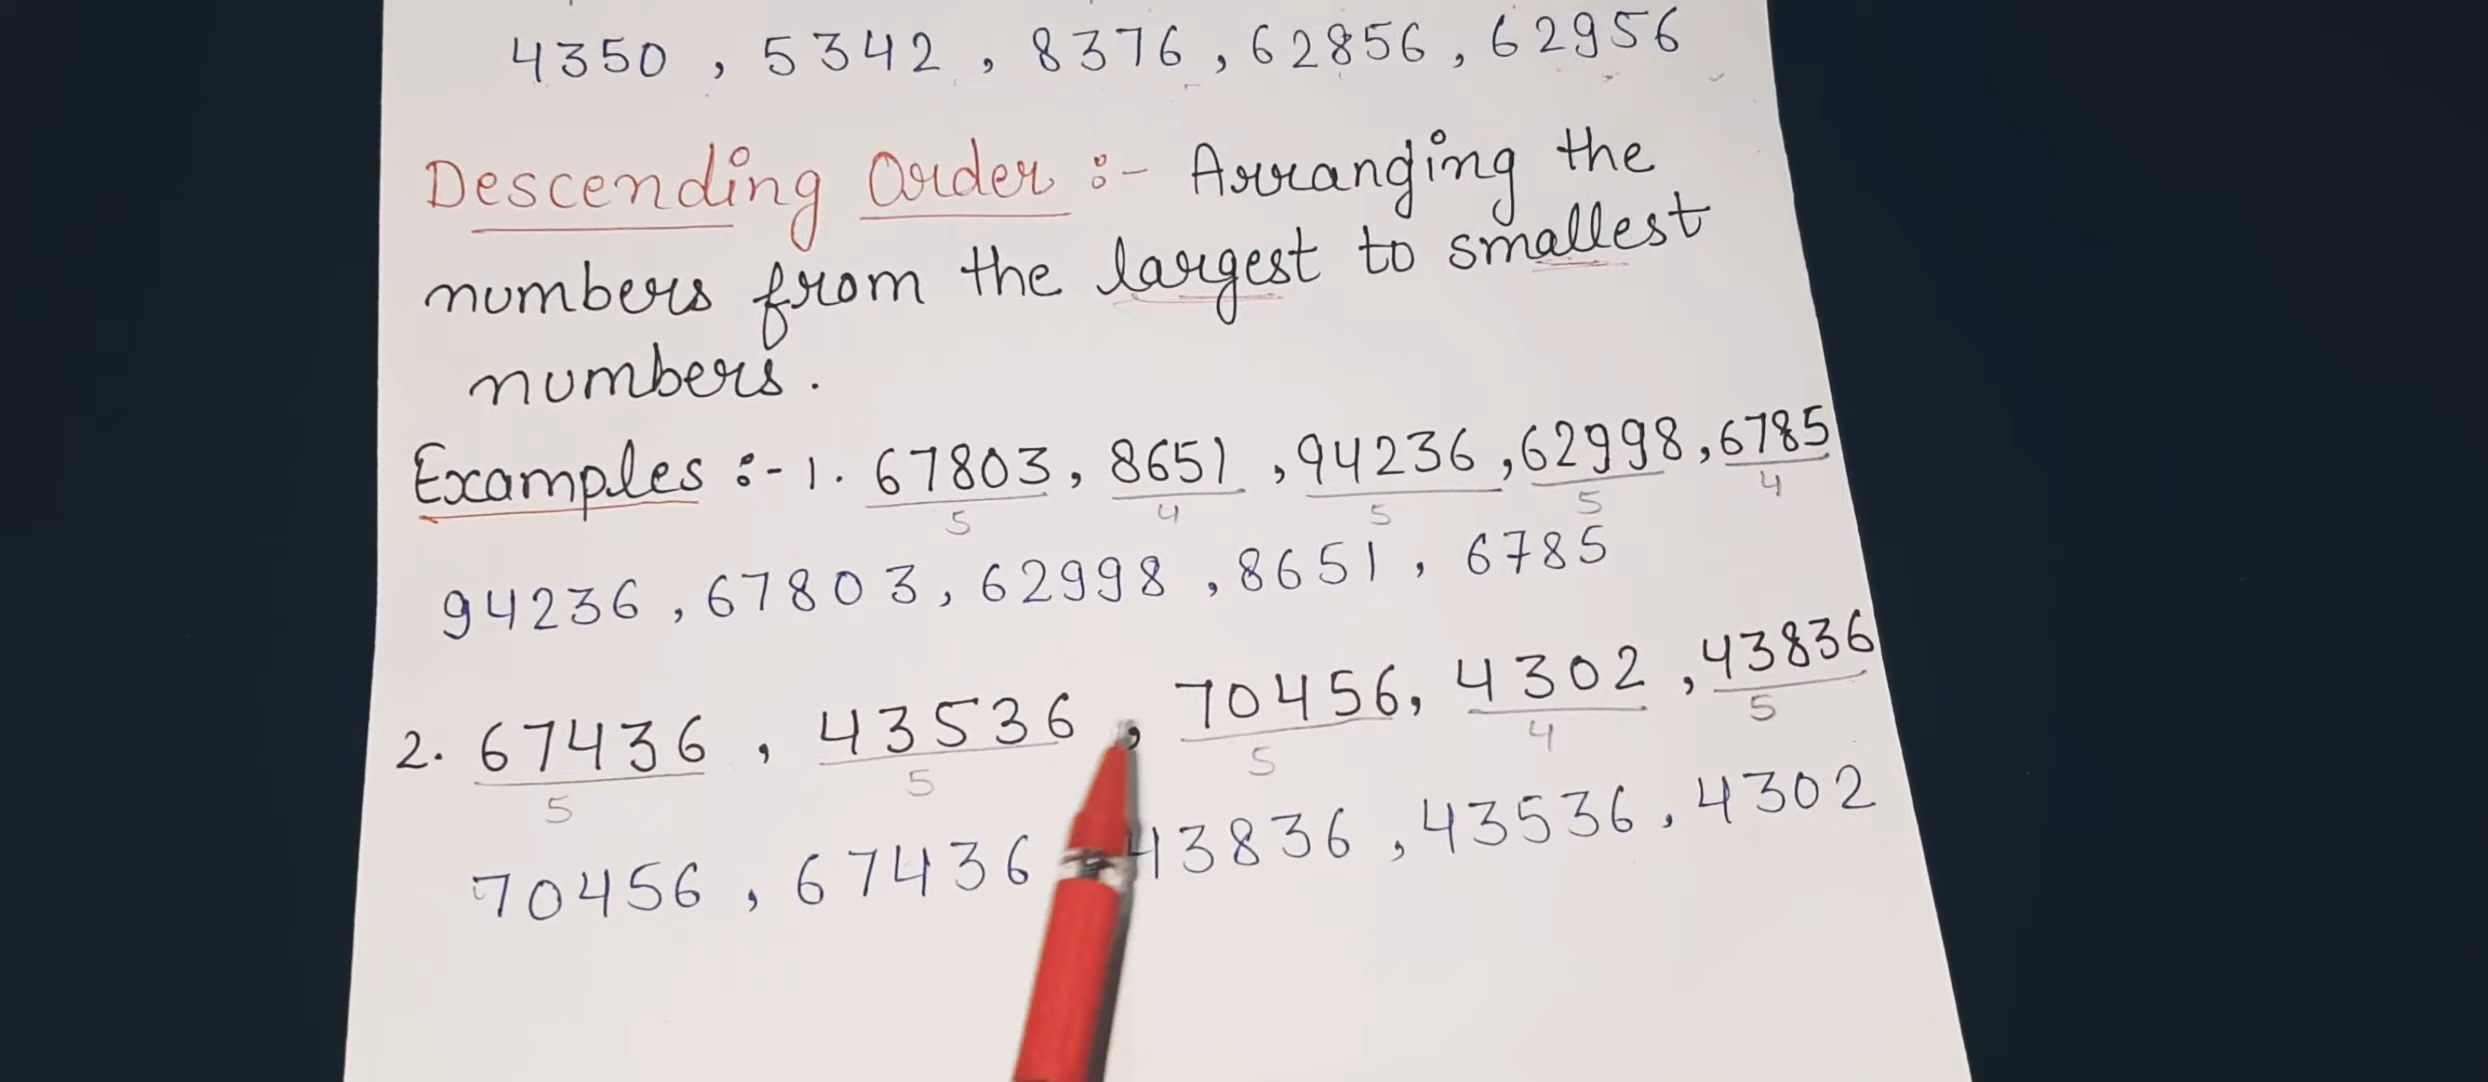 4350 , 5342 , 8376 , 62856 , 62956
Descending Order :- Arranging the
numbers from the largest to smallest
numbers.
Examples :- 1. 67803 , 8651 , 94236 , 62998 , 6785
5 4 5 5 4
94236 , 67803 , 62998 , 8651 , 6785
2. 67436 , 43536 , 70456 , 4302 , 43836
5 5 5 4 5
70456 , 67436 43836 , 43536 , 4302